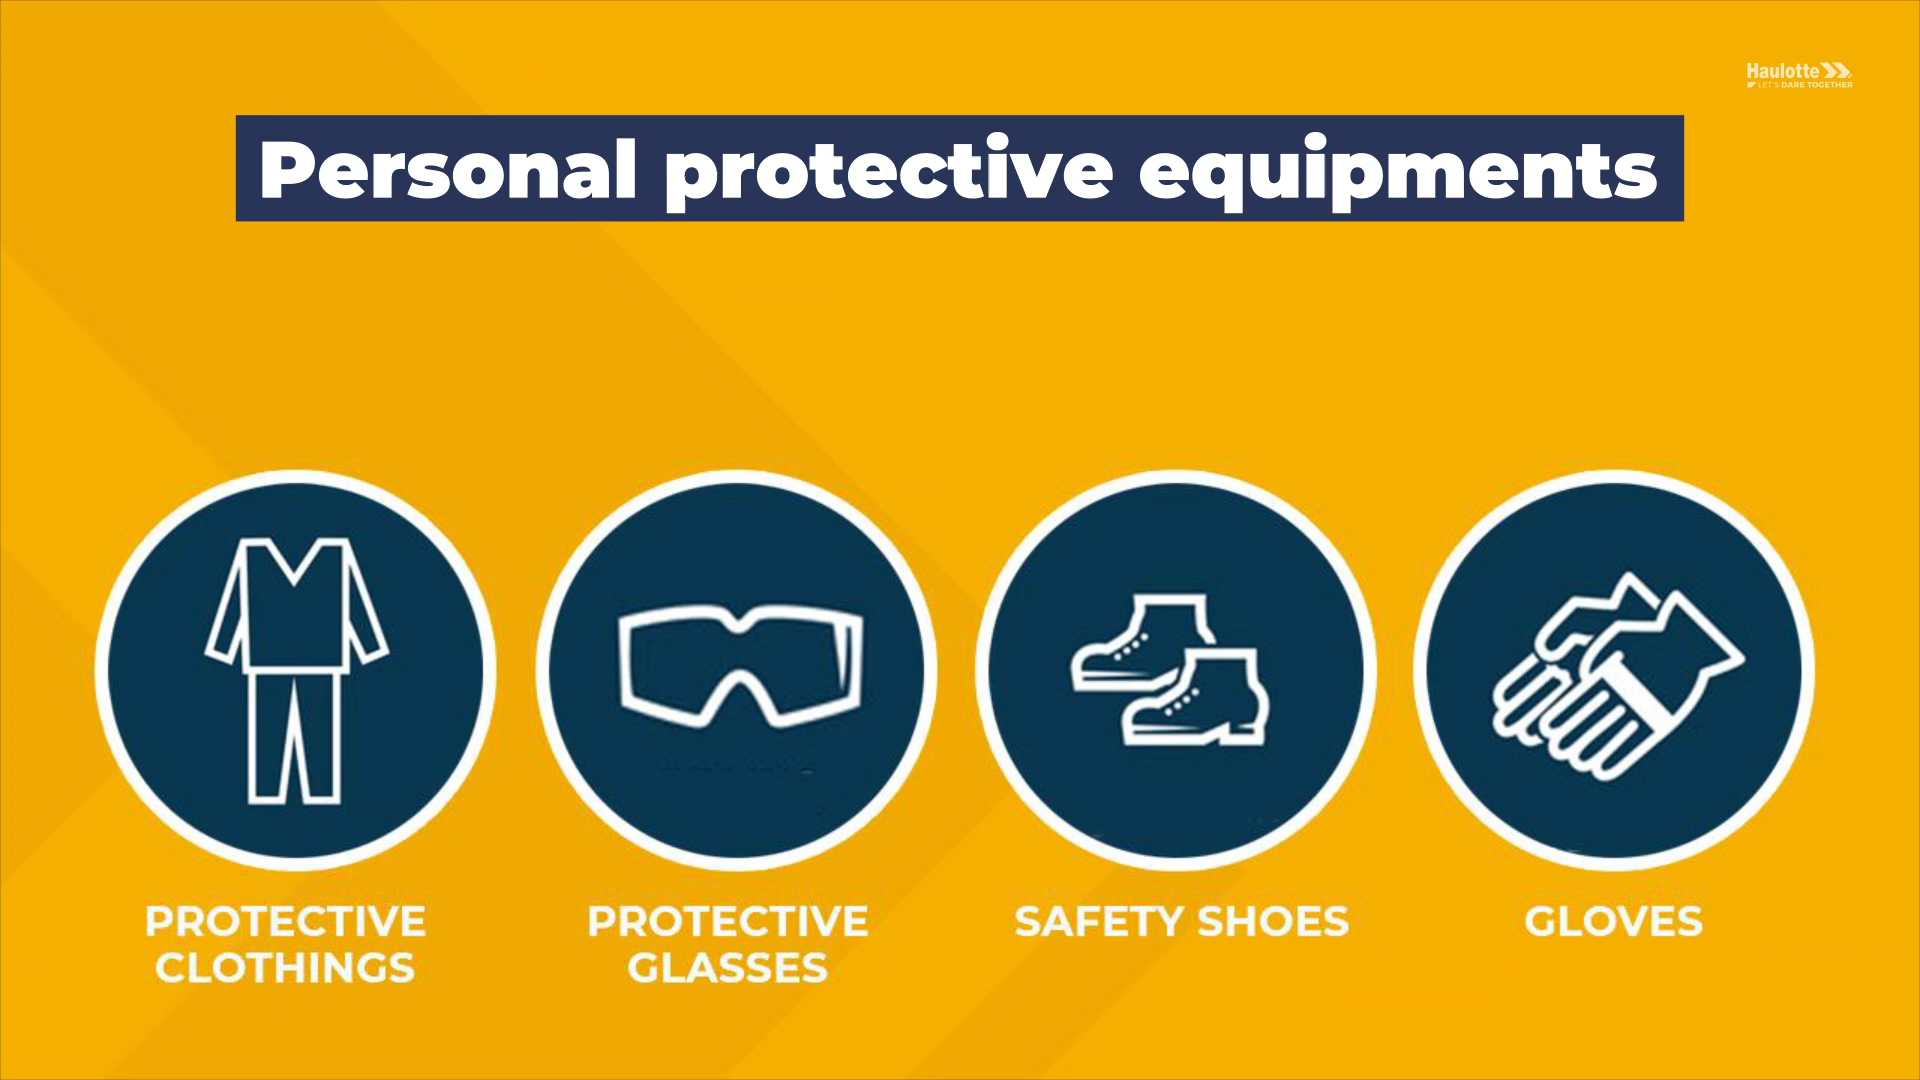 Haulotte
LET'S DARE TOGETHER
Personal protective equipments
PROTECTIVE
CLOTHINGS
PROTECTIVE
GLASSES
SAFETY SHOES
GLOVES